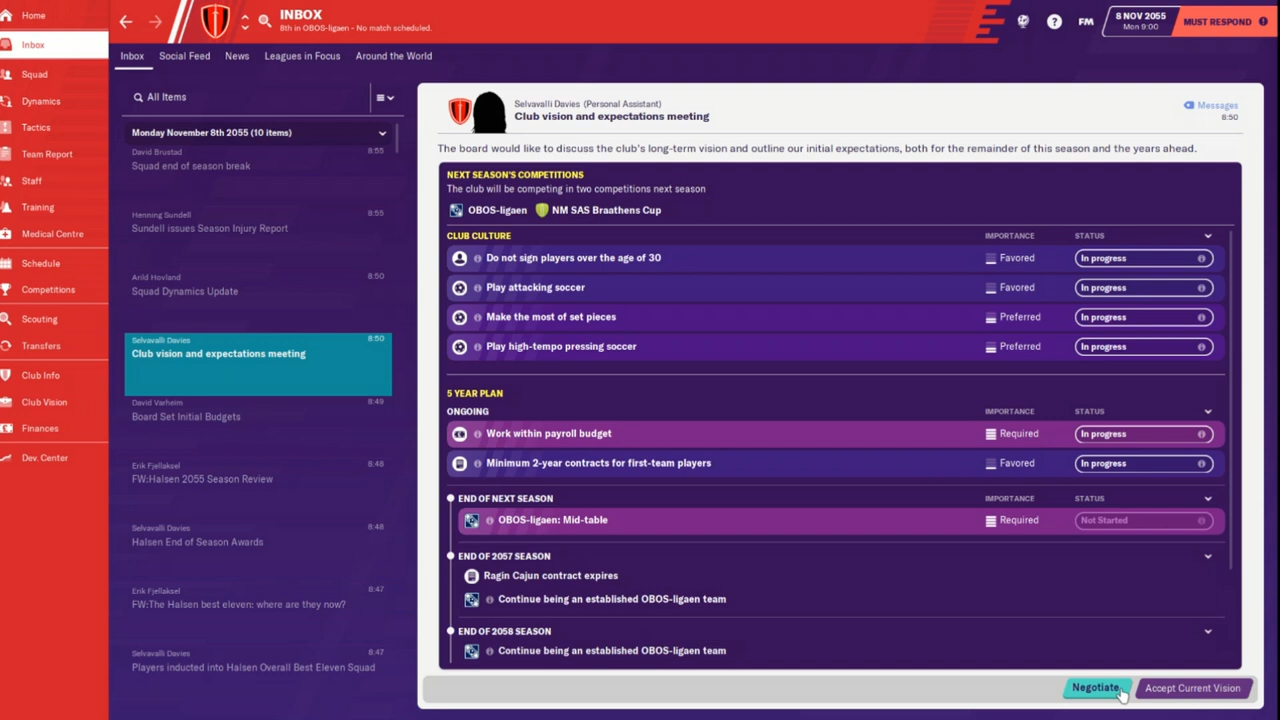 Home
Inbox
Squad
Dynamics
Tactics
Team Report
Staff
Training
Medical Centre
Schedule
Competitions
Scouting
Transfers
Club Info
Club Vision
Finances
Dev. Center
INBOX
8th in OBOS-ligaen - No match scheduled.
FM
8 NOV 2055
Mon 9:00
MUST RESPOND
Inbox Social Feed News Leagues in Focus Around the World
All Items
Monday November 8th 2055 (10 items)
David Brustad 8:55
Squad end of season break
Henning Sundell 8:55
Sundell issues Season Injury Report
Arild Hovland 8:50
Squad Dynamics Update
Selvavalli Davies 8:50
Club vision and expectations meeting
David Varheim 8:49
Board Set Initial Budgets
Erik Fjellaksel 8:48
FW:Halsen 2055 Season Review
Selvavalli Davies 8:48
Halsen End of Season Awards
Erik Fjellaksel 8:47
FW:The Halsen best eleven: where are they now?
Selvavalli Davies 8:47
Players inducted into Halsen Overall Best Eleven Squad
Selvavalli Davies (Personal Assistant)
Club vision and expectations meeting
Messages
8:50
The board would like to discuss the club's long-term vision and outline our initial expectations, both for the remainder of this season and the years ahead.
NEXT SEASON'S COMPETITIONS
The club will be competing in two competitions next season
OBOS-ligaen NM SAS Braathens Cup
CLUB CULTURE IMPORTANCE STATUS
Do not sign players over the age of 30 Favored In progress
Play attacking soccer Favored In progress
Make the most of set pieces Preferred In progress
Play high-tempo pressing soccer Preferred In progress
5 YEAR PLAN
ONGOING IMPORTANCE STATUS
Work within payroll budget Required In progress
Minimum 2-year contracts for first-team players Favored In progress
END OF NEXT SEASON IMPORTANCE STATUS
OBOS-ligaen: Mid-table Required Not Started
END OF 2057 SEASON
Ragin Cajun contract expires
Continue being an established OBOS-ligaen team
END OF 2058 SEASON
Continue being an established OBOS-ligaen team
Negotiate Accept Current Vision